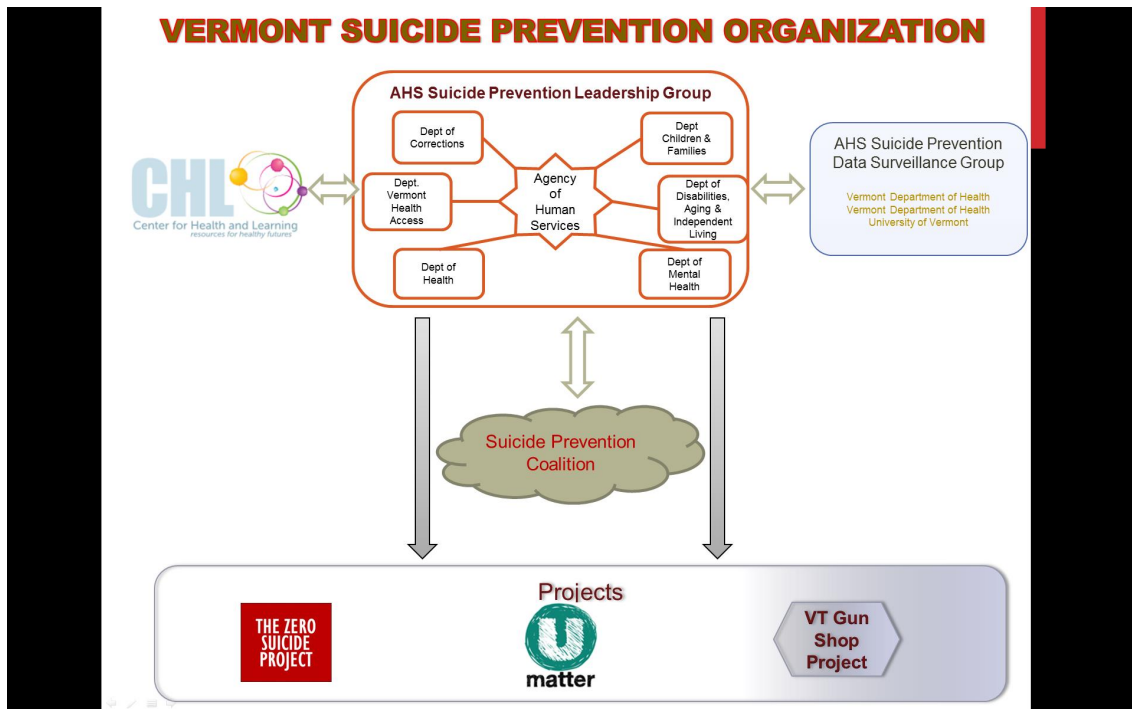 VERMONT SUICIDE PREVENTION ORGANIZATION
AHS Suicide Prevention Leadership Group
Dept of
Corrections
Dept
Children &
Families
Dept.
Vermont
Health
Access
Agency
of
Human
Services
Dept of
Disabilities,
Aging &
Independent
Living
Dept of
Health
Dept of
Mental
Health
CHL
Center for Health and Learning
resources for healthy futures
AHS Suicide Prevention
Data Surveillance Group
Vermont Department of Health
Vermont Department of Health
University of Vermont
Suicide Prevention
Coalition
Projects
THE ZERO
SUICIDE
PROJECT
U
matter
VT Gun
Shop
Project